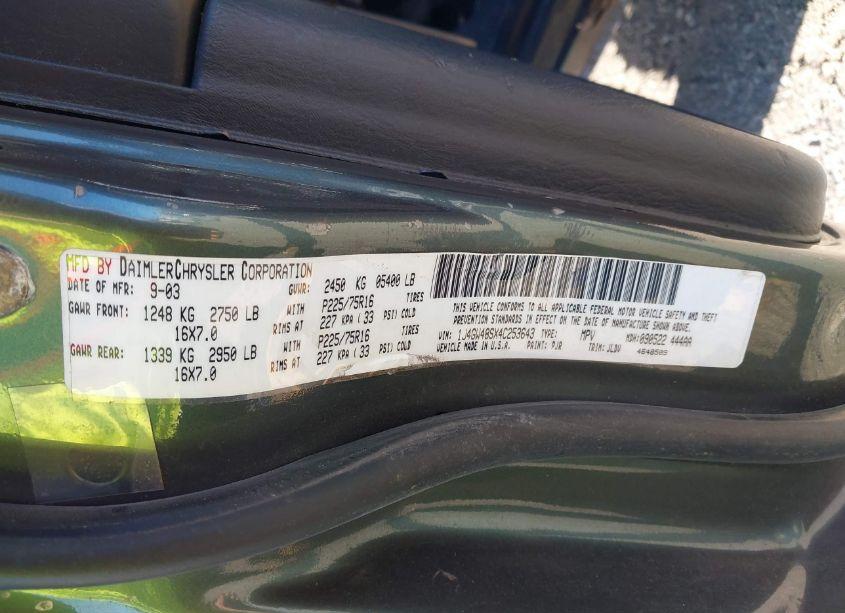 MFD BY DAIMLERCHRYSLER CORPORATION
DATE OF MFR: 9-03 GVWR: 2450 KG 05400 LB
GAWR FRONT: 1248 KG 2750 LB WITH P225/75R16 TIRES
16X7.0 RIMS AT 227 KPA ( 33 PSI) COLD
GAWR REAR: 1339 KG 2950 LB WITH P225/75R16 TIRES
16X7.0 RIMS AT 227 KPA ( 33 PSI) COLD
THIS VEHICLE CONFORMS TO ALL APPLICABLE FEDERAL MOTOR VEHICLE SAFETY AND THEFT
PREVENTION STANDARDS IN EFFECT ON THE DATE OF MANUFACTURE SHOWN ABOVE.
VIN: 1J4GW48SX4C253643 TYPE: MPV MDH: 090522 444AA
VEHICLE MADE IN U.S.A. PAINT: PJR TRIM: JLDV 4648509